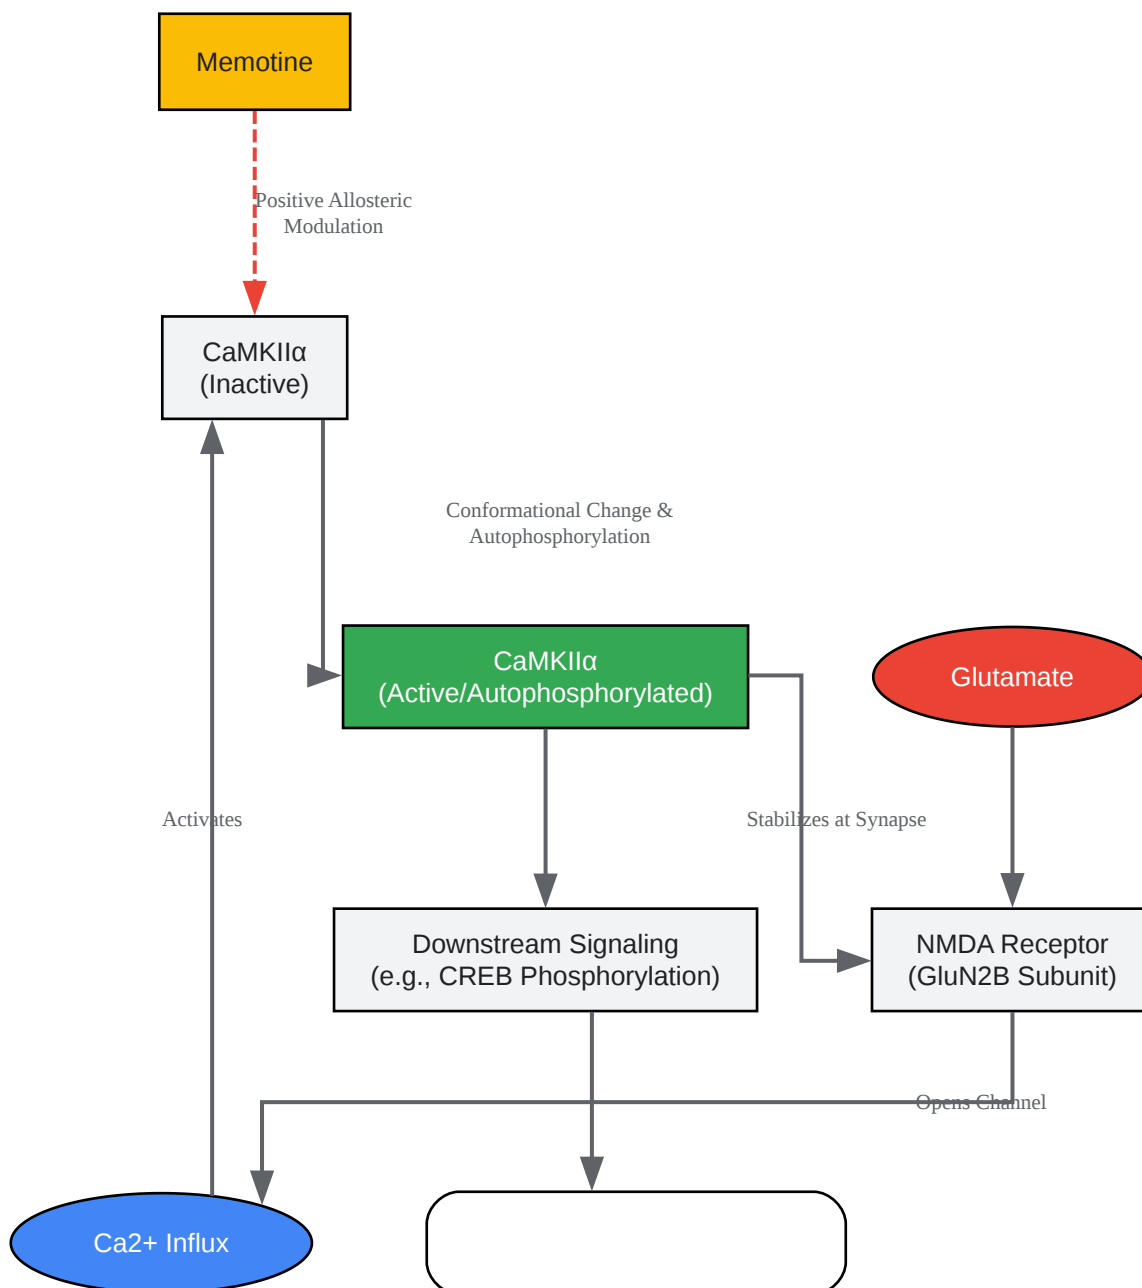 Memotine
Positive Allosteric
Modulation
CaMKIIα
(Inactive)
Conformational Change &
Autophosphorylation
CaMKIIα
(Active/Autophosphorylated)
Glutamate
Activates
Stabilizes at Synapse
Downstream Signaling
(e.g., CREB Phosphorylation)
NMDA Receptor
(GluN2B Subunit)
Opens Channel
Ca2+ Influx